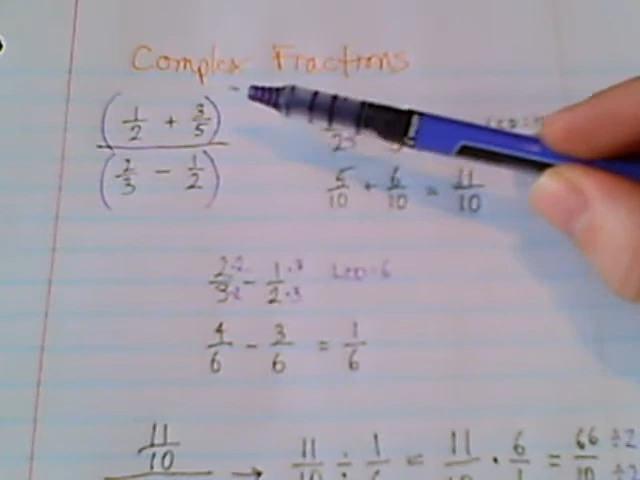 Complex Fractions
(1/2 + 3/5)
(2/3 - 1/2)
5/10 + 6/10 = 11/10
2·2/3·2 - 1·3/2·3 LCD=6
4/6 - 3/6 = 1/6
11/10 → 11/10 ÷ 1/6 = 11/10 · 6/1 = 66/10 ÷2/÷2